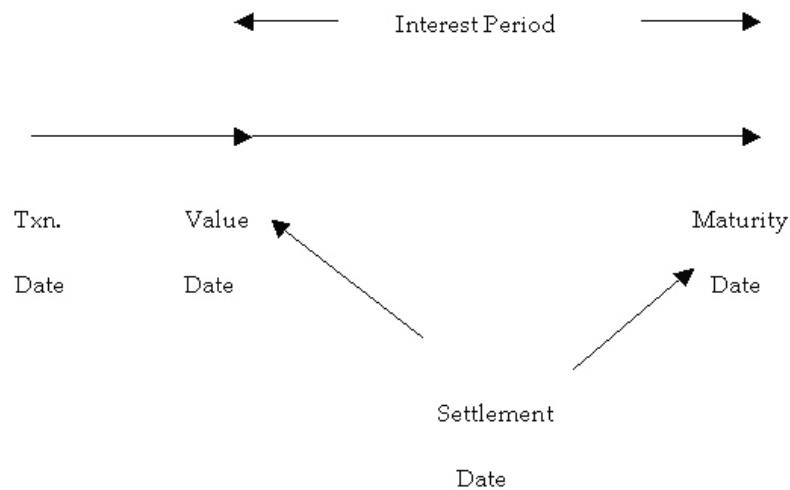 Interest Period
Txn. Value Maturity
Date Date Date
Settlement
Date